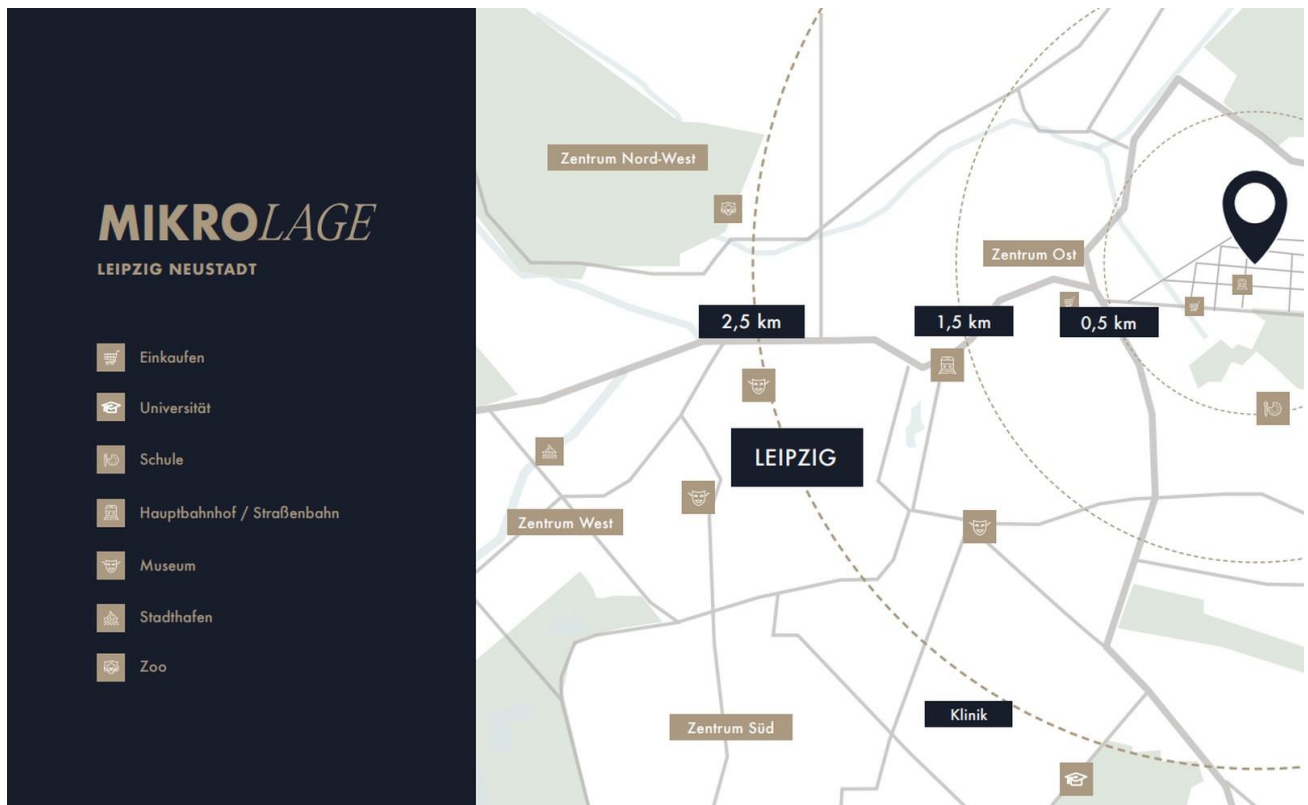 MIKROLAGE
LEIPZIG NEUSTADT
Einkaufen
Universität
Schule
Hauptbahnhof / Straßenbahn
Museum
Stadthafen
Zoo
Zentrum Nord-West
Zentrum Ost
2,5 km
1,5 km
0,5 km
LEIPZIG
Zentrum West
Klinik
Zentrum Süd